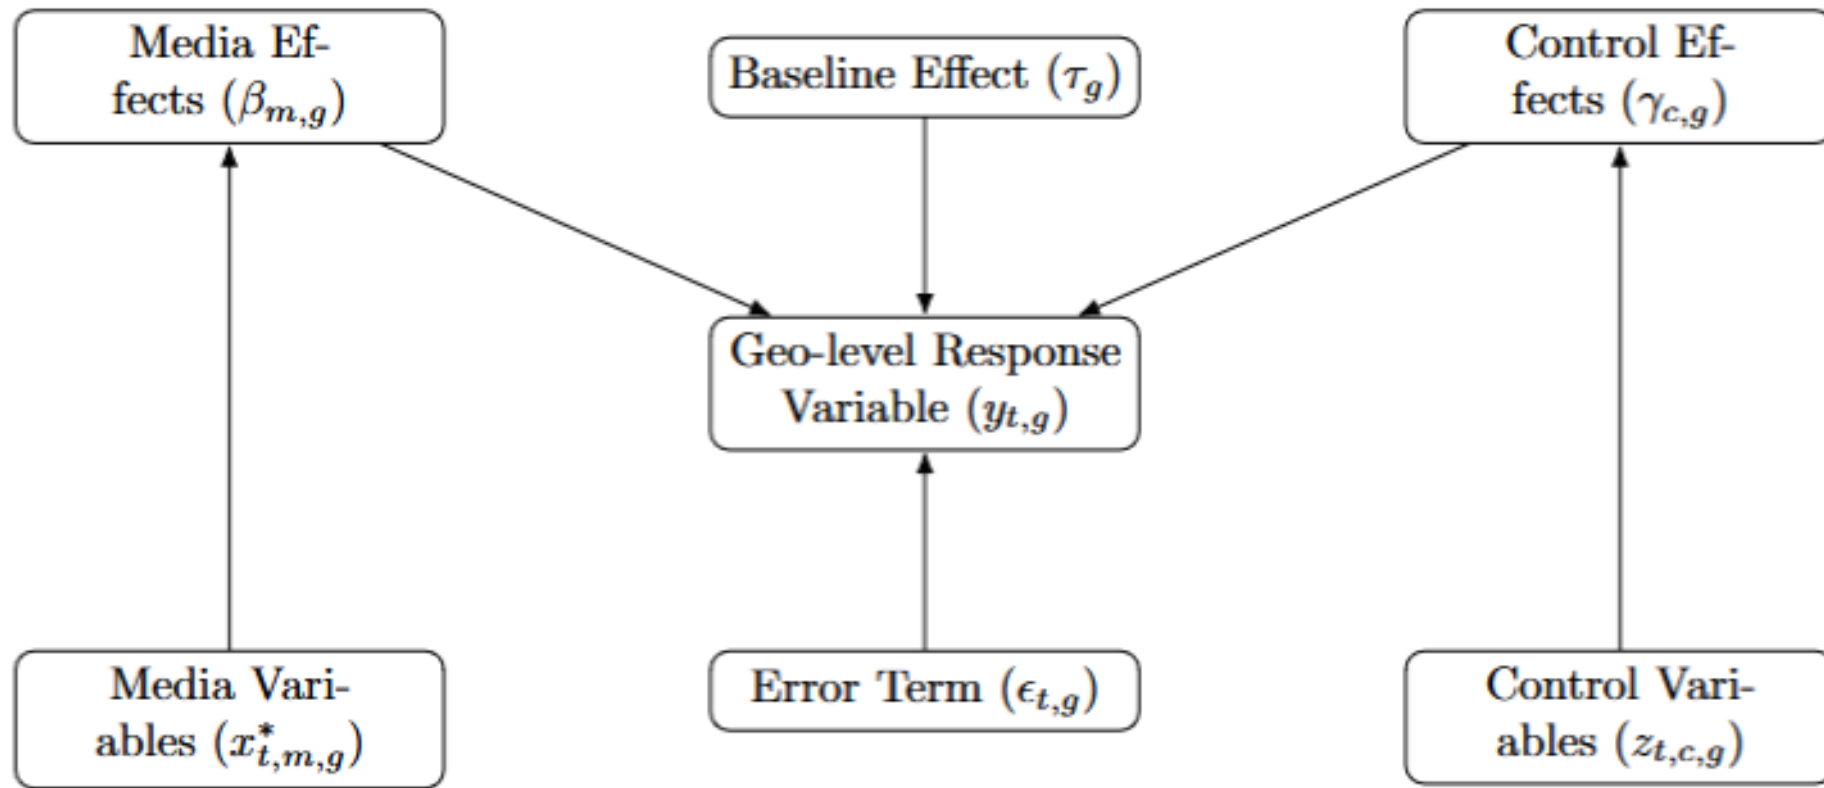 Media Ef-
fects (β_{m,g})
Baseline Effect (τ_g)
Control Ef-
fects (γ_{c,g})
Geo-level Response
Variable (y_{t,g})
Media Vari-
ables (x^*_{t,m,g})
Error Term (ϵ_{t,g})
Control Vari-
ables (z_{t,c,g})